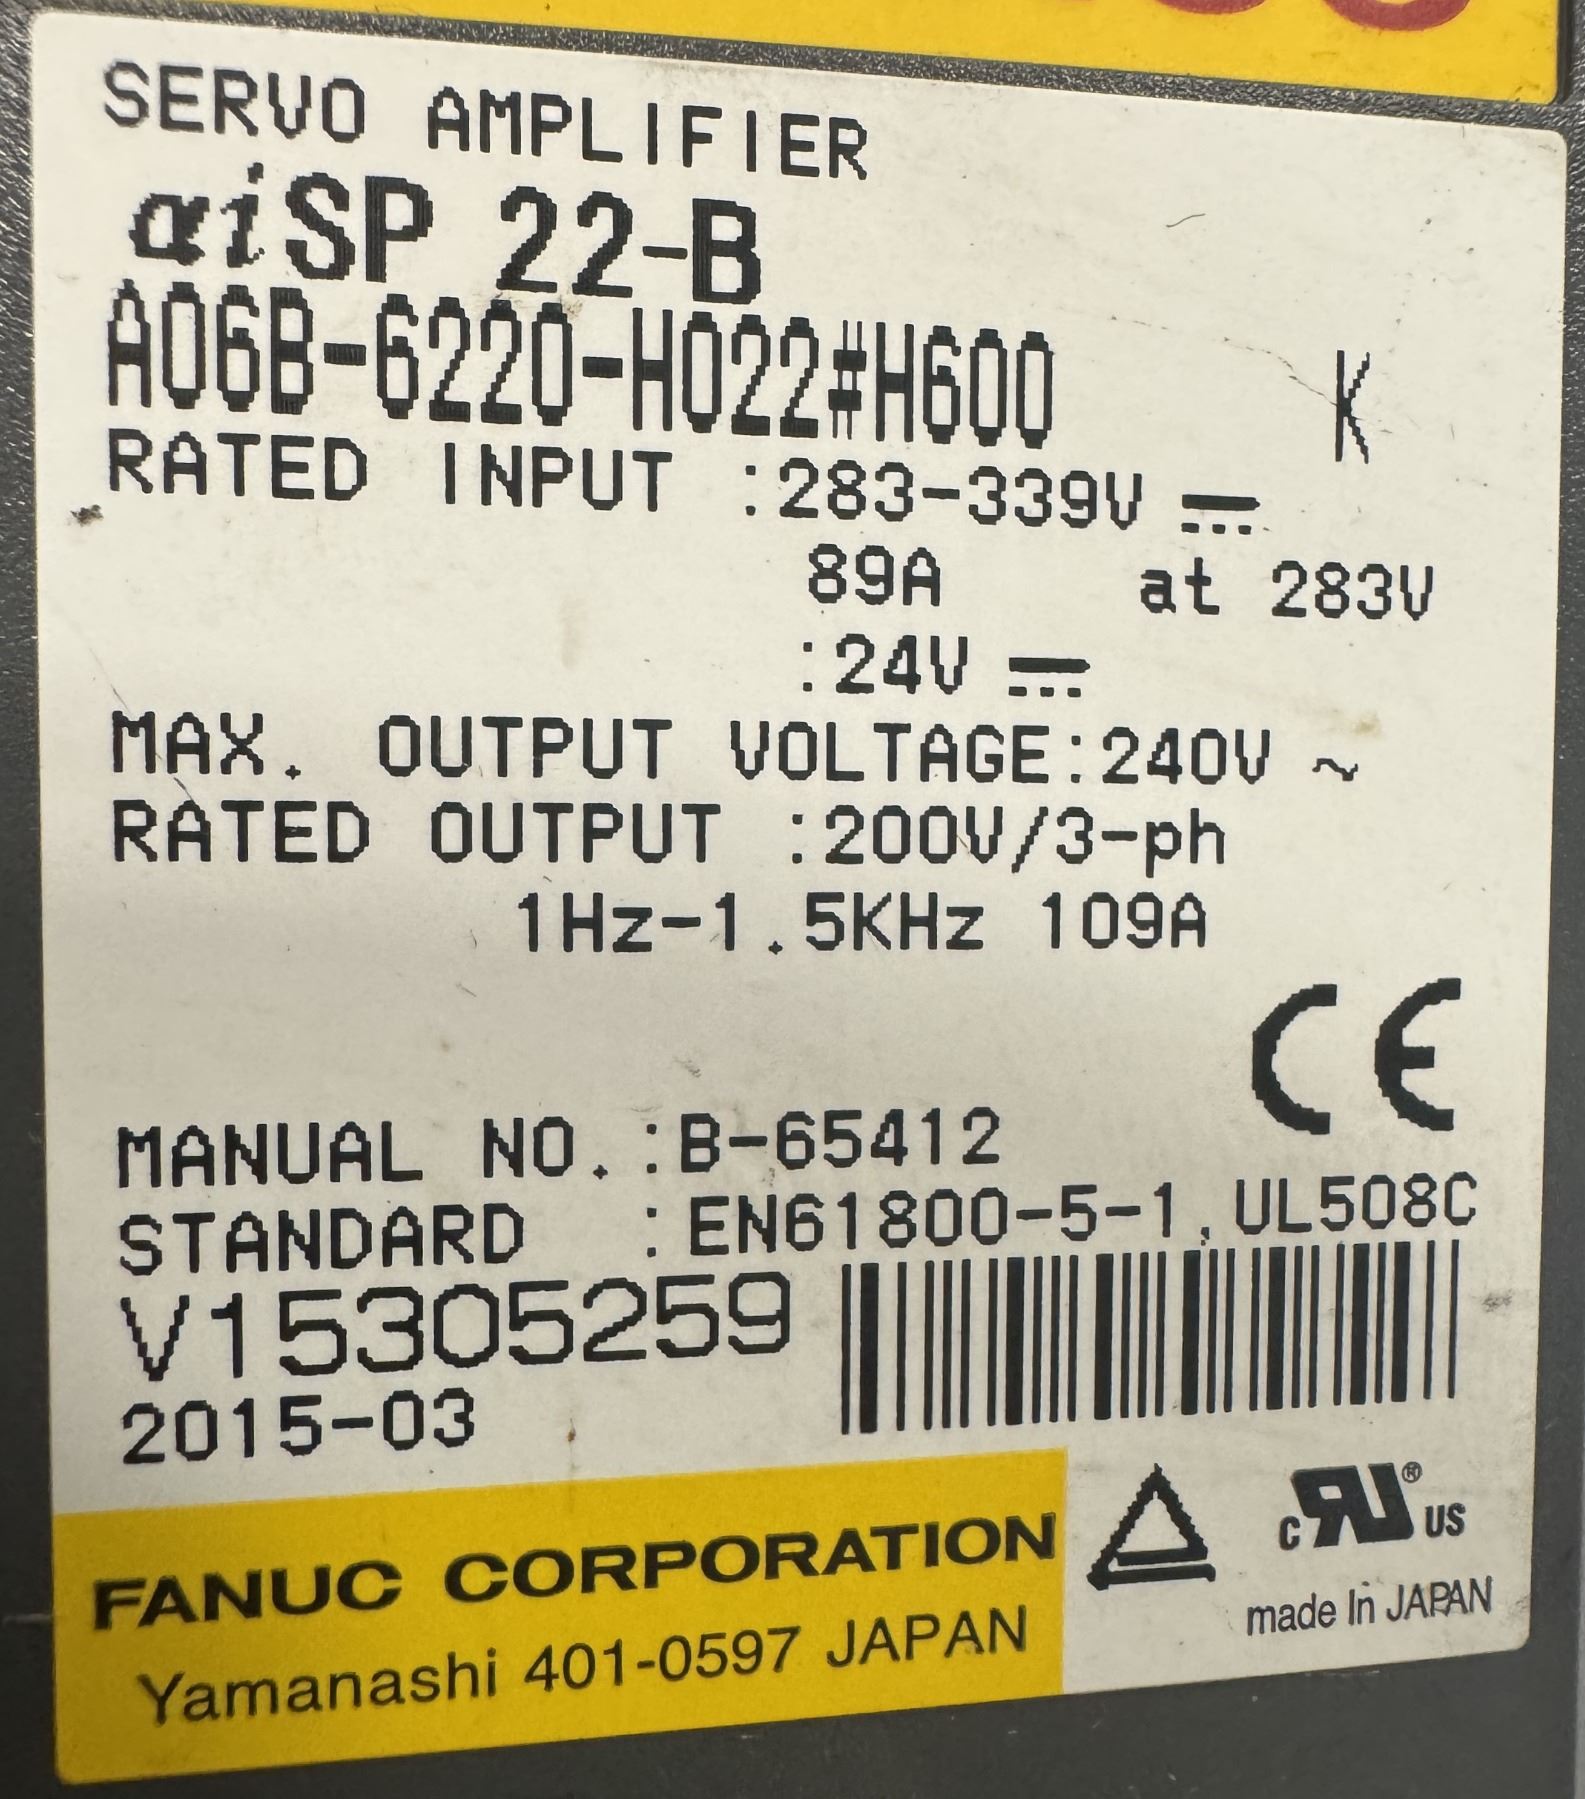 SERVO AMPLIFIER
αiSP 22-B
A06B-6220-H022#H600 K
RATED INPUT :283-339V ⎓
89A at 283V
:24V ⎓
MAX. OUTPUT VOLTAGE:240V ~
RATED OUTPUT :200V/3-ph
1Hz-1.5KHz 109A
CE
MANUAL NO.:B-65412
STANDARD :EN61800-5-1,UL508C
V15305259
2015-03
FANUC CORPORATION
Yamanashi 401-0597 JAPAN
c RU ® US
made in JAPAN